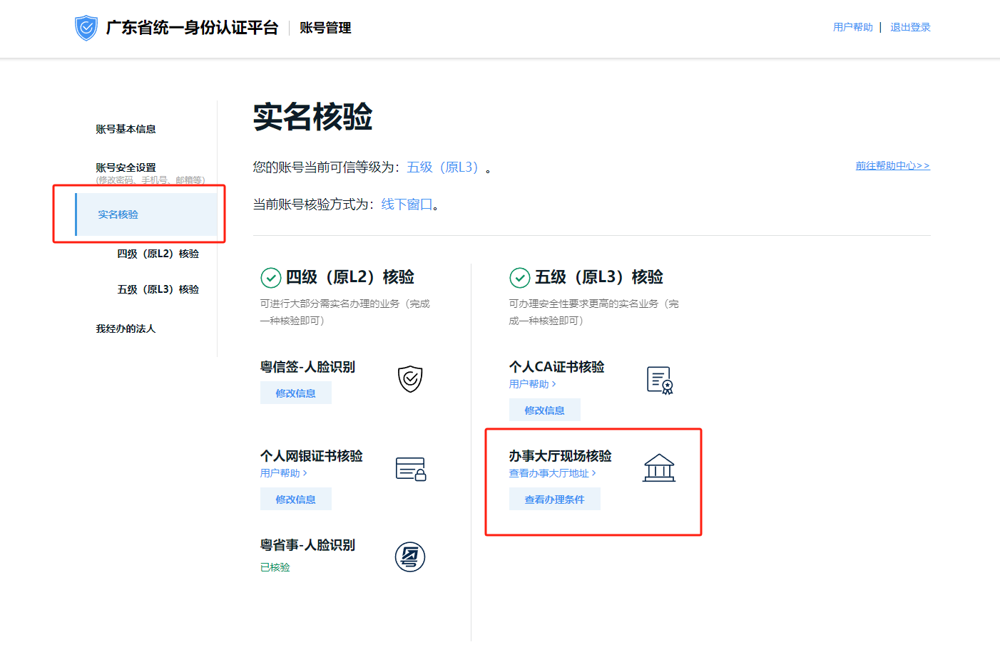 广东省统一身份认证平台
账号管理
用户帮助
退出登录
账号基本信息
账号安全设置
(修改密码、手机号、邮箱等)
实名核验
四级（原L2）核验
五级（原L3）核验
我经办的法人
实名核验
您的账号当前可信等级为：五级（原L3）。
前往帮助中心>>
当前账号核验方式为：线下窗口。
四级（原L2）核验
可进行大部分需实名办理的业务（完成
一种核验即可）
粤信签-人脸识别
修改信息
个人网银证书核验
用户帮助 >
修改信息
粤省事-人脸识别
已核验
五级（原L3）核验
可办理安全性要求更高的实名业务（完
成一种核验即可）
个人CA证书核验
用户帮助 >
修改信息
办事大厅现场核验
查看办事大厅地址 >
查看办理条件